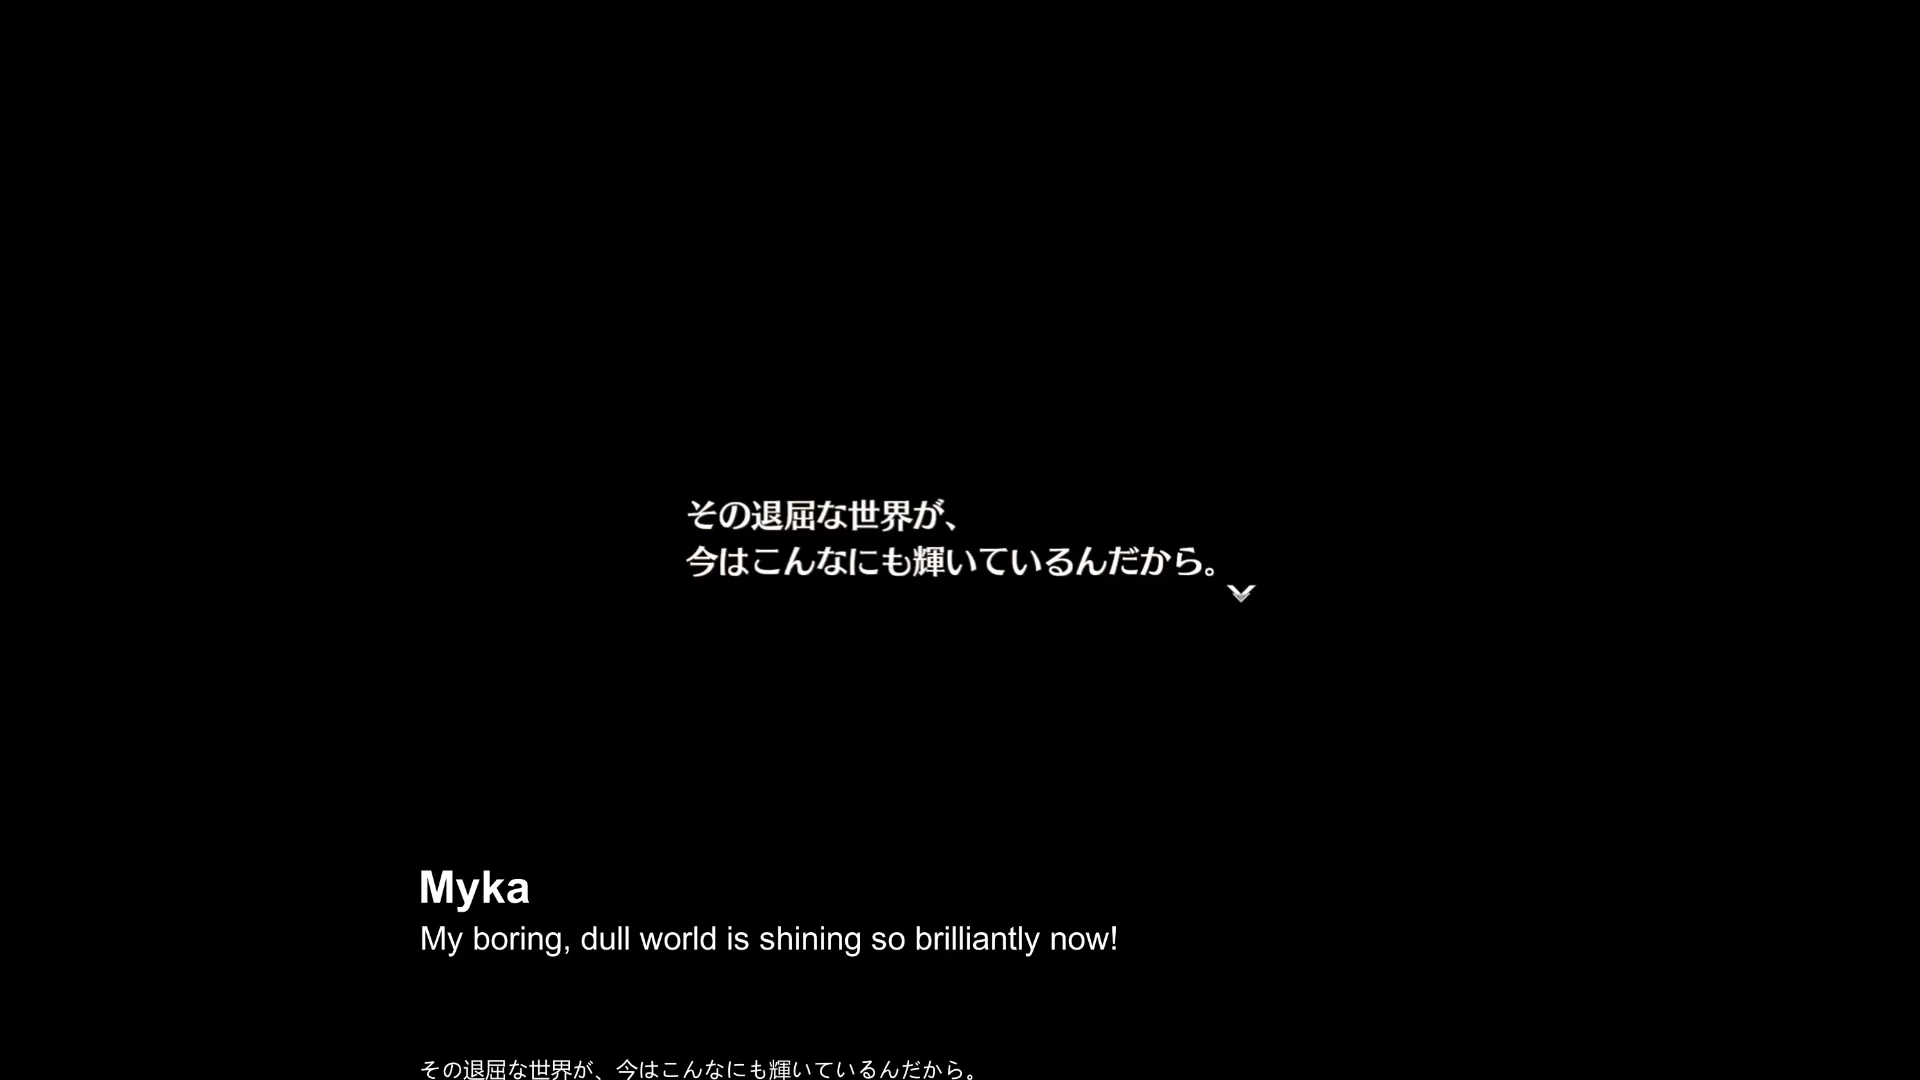 その退屈な世界が、
今はこんなにも輝いているんだから。
Myka
My boring, dull world is shining so brilliantly now!
その退屈な世界が、今はこんなにも輝いているんだから。